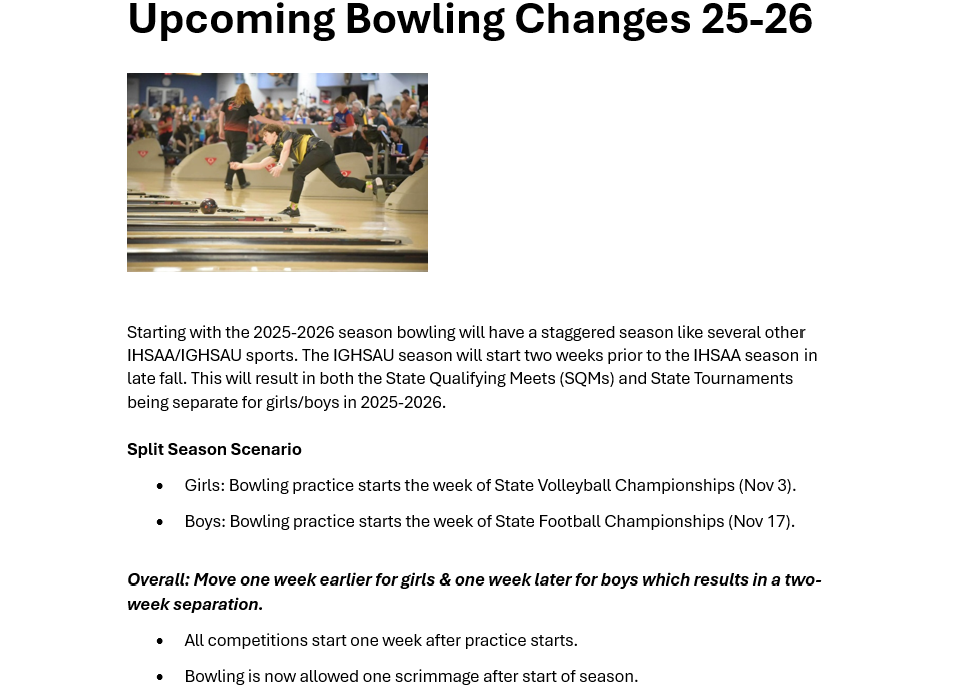 Upcoming Bowling Changes 25-26
Starting with the 2025-2026 season bowling will have a staggered season like several other
IHSAA/IGHSAU sports. The IGHSAU season will start two weeks prior to the IHSAA season in
late fall. This will result in both the State Qualifying Meets (SQMs) and State Tournaments
being separate for girls/boys in 2025-2026.
Split Season Scenario
• Girls: Bowling practice starts the week of State Volleyball Championships (Nov 3).
• Boys: Bowling practice starts the week of State Football Championships (Nov 17).
Overall: Move one week earlier for girls & one week later for boys which results in a two-
week separation.
• All competitions start one week after practice starts.
• Bowling is now allowed one scrimmage after start of season.